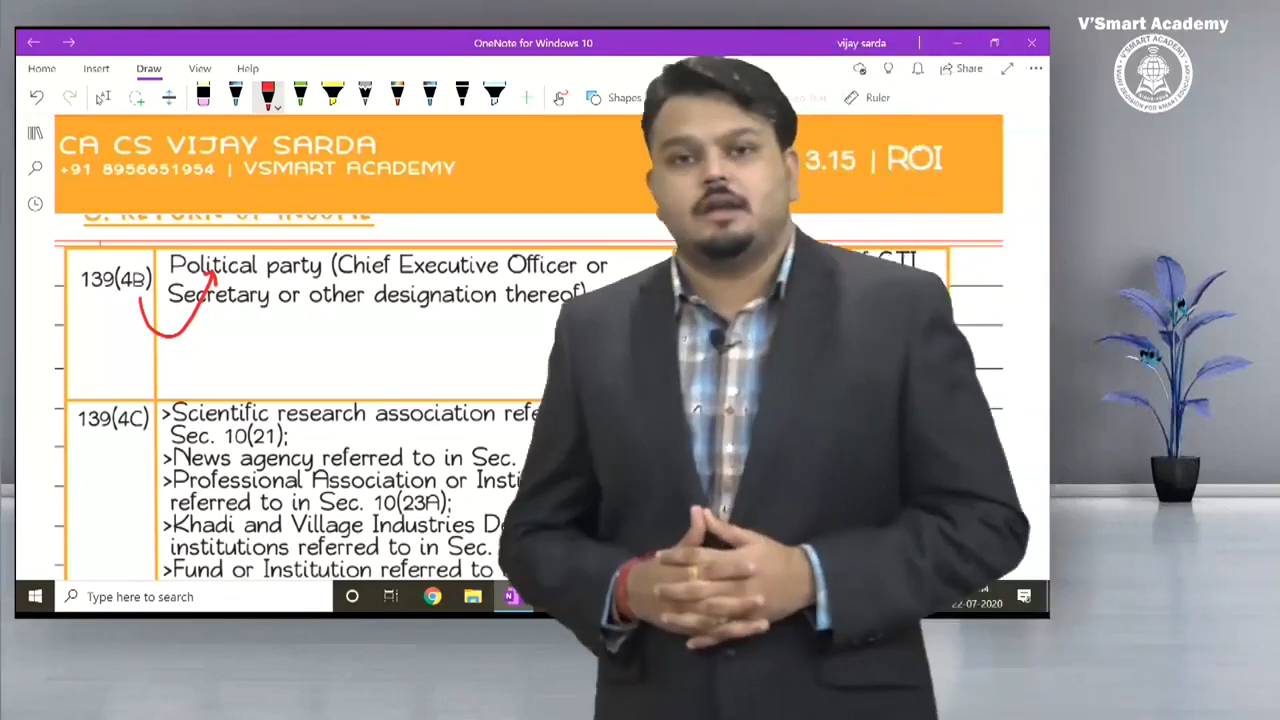 V'Smart Academy
OneNote for Windows 10
vijay sarda
Home Insert Draw View Help
Share
Shapes
Ruler
CA CS VIJAY SARDA
+91 8956651954 | VSMART ACADEMY
3.15 | ROI
RETURN OF INCOME
139(4B)
Political party (Chief Executive Officer or
Secretary or other designation thereof)
139(4C)
>Scientific research association
Sec. 10(21);
>News agency referred to in Sec.
>Professional Association or
referred to in Sec. 10(23A);
>Khadi and Village Industries
institutions referred to in Sec.
>Fund or Institution referred to
Type here to search
22-07-2020